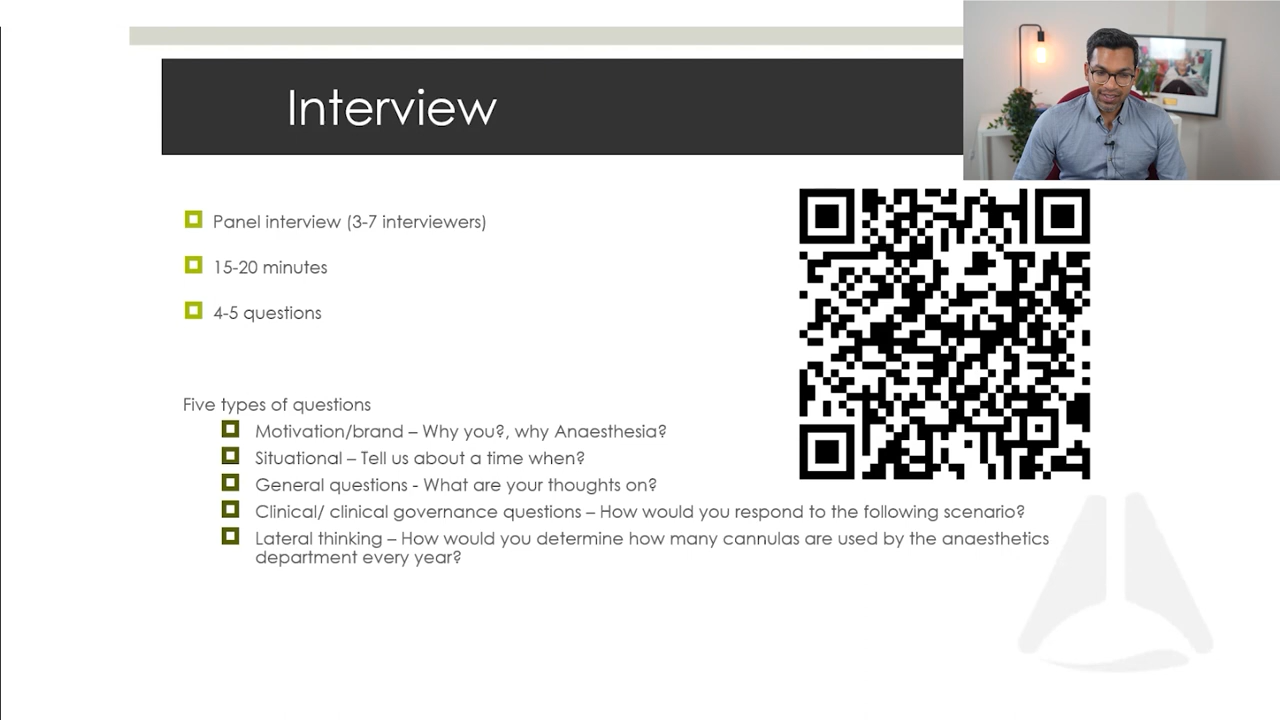 Interview
Panel interview (3-7 interviewers)
15-20 minutes
4-5 questions
Five types of questions
Motivation/brand – Why you?, why Anaesthesia?
Situational – Tell us about a time when?
General questions - What are your thoughts on?
Clinical/ clinical governance questions – How would you respond to the following scenario?
Lateral thinking – How would you determine how many cannulas are used by the anaesthetics
department every year?